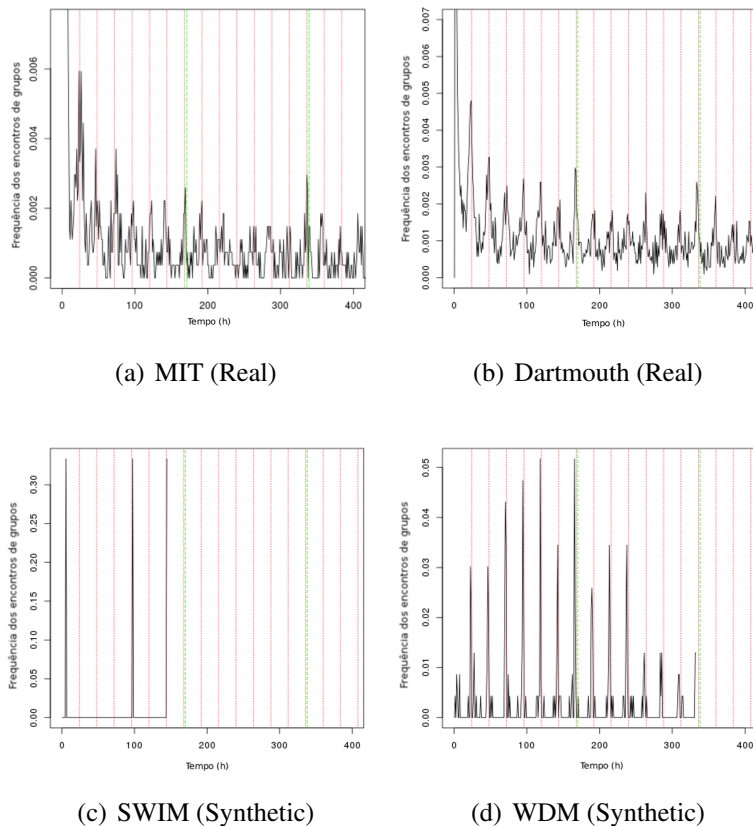 0.000 0.002 0.004 0.006
Frequência dos encontros de grupos
0 100 200 300 400
Tempo (h)
(a) MIT (Real)
0.000 0.001 0.002 0.003 0.004 0.005 0.006 0.007
Frequência dos encontros de grupos
0 100 200 300 400
Tempo (h)
(b) Dartmouth (Real)
0.00 0.05 0.10 0.15 0.20 0.25 0.30
Frequência dos encontros de grupos
0 100 200 300 400
Tempo (h)
(c) SWIM (Synthetic)
0.00 0.01 0.02 0.03 0.04 0.05
Frequência dos encontros de grupos
0 100 200 300 400
Tempo (h)
(d) WDM (Synthetic)